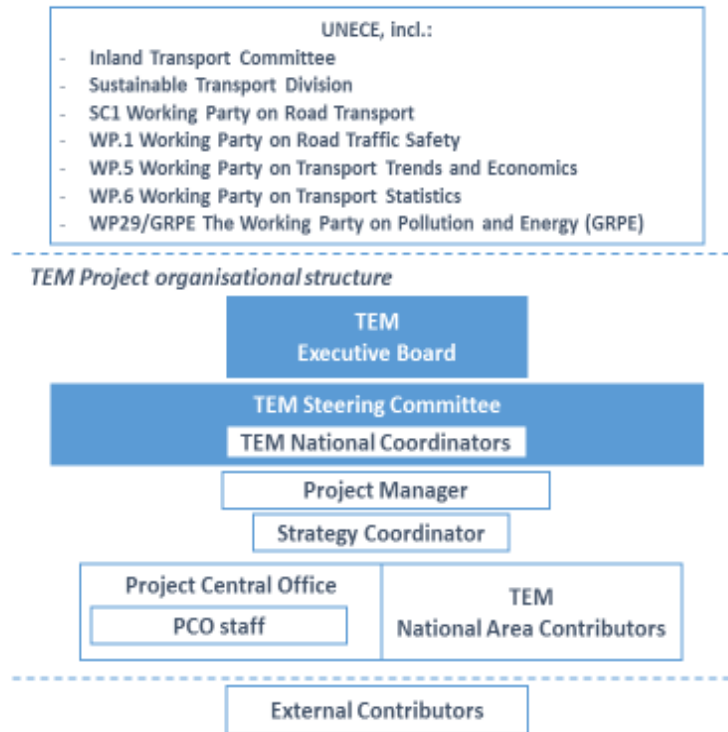 UNECE, incl.:
- Inland Transport Committee
- Sustainable Transport Division
- SC1 Working Party on Road Transport
- WP.1 Working Party on Road Traffic Safety
- WP.5 Working Party on Transport Trends and Economics
- WP.6 Working Party on Transport Statistics
- WP29/GRPE The Working Party on Pollution and Energy (GRPE)
TEM Project organisational structure
TEM
Executive Board
TEM Steering Committee
TEM National Coordinators
Project Manager
Strategy Coordinator
Project Central Office
PCO staff
TEM
National Area Contributors
External Contributors